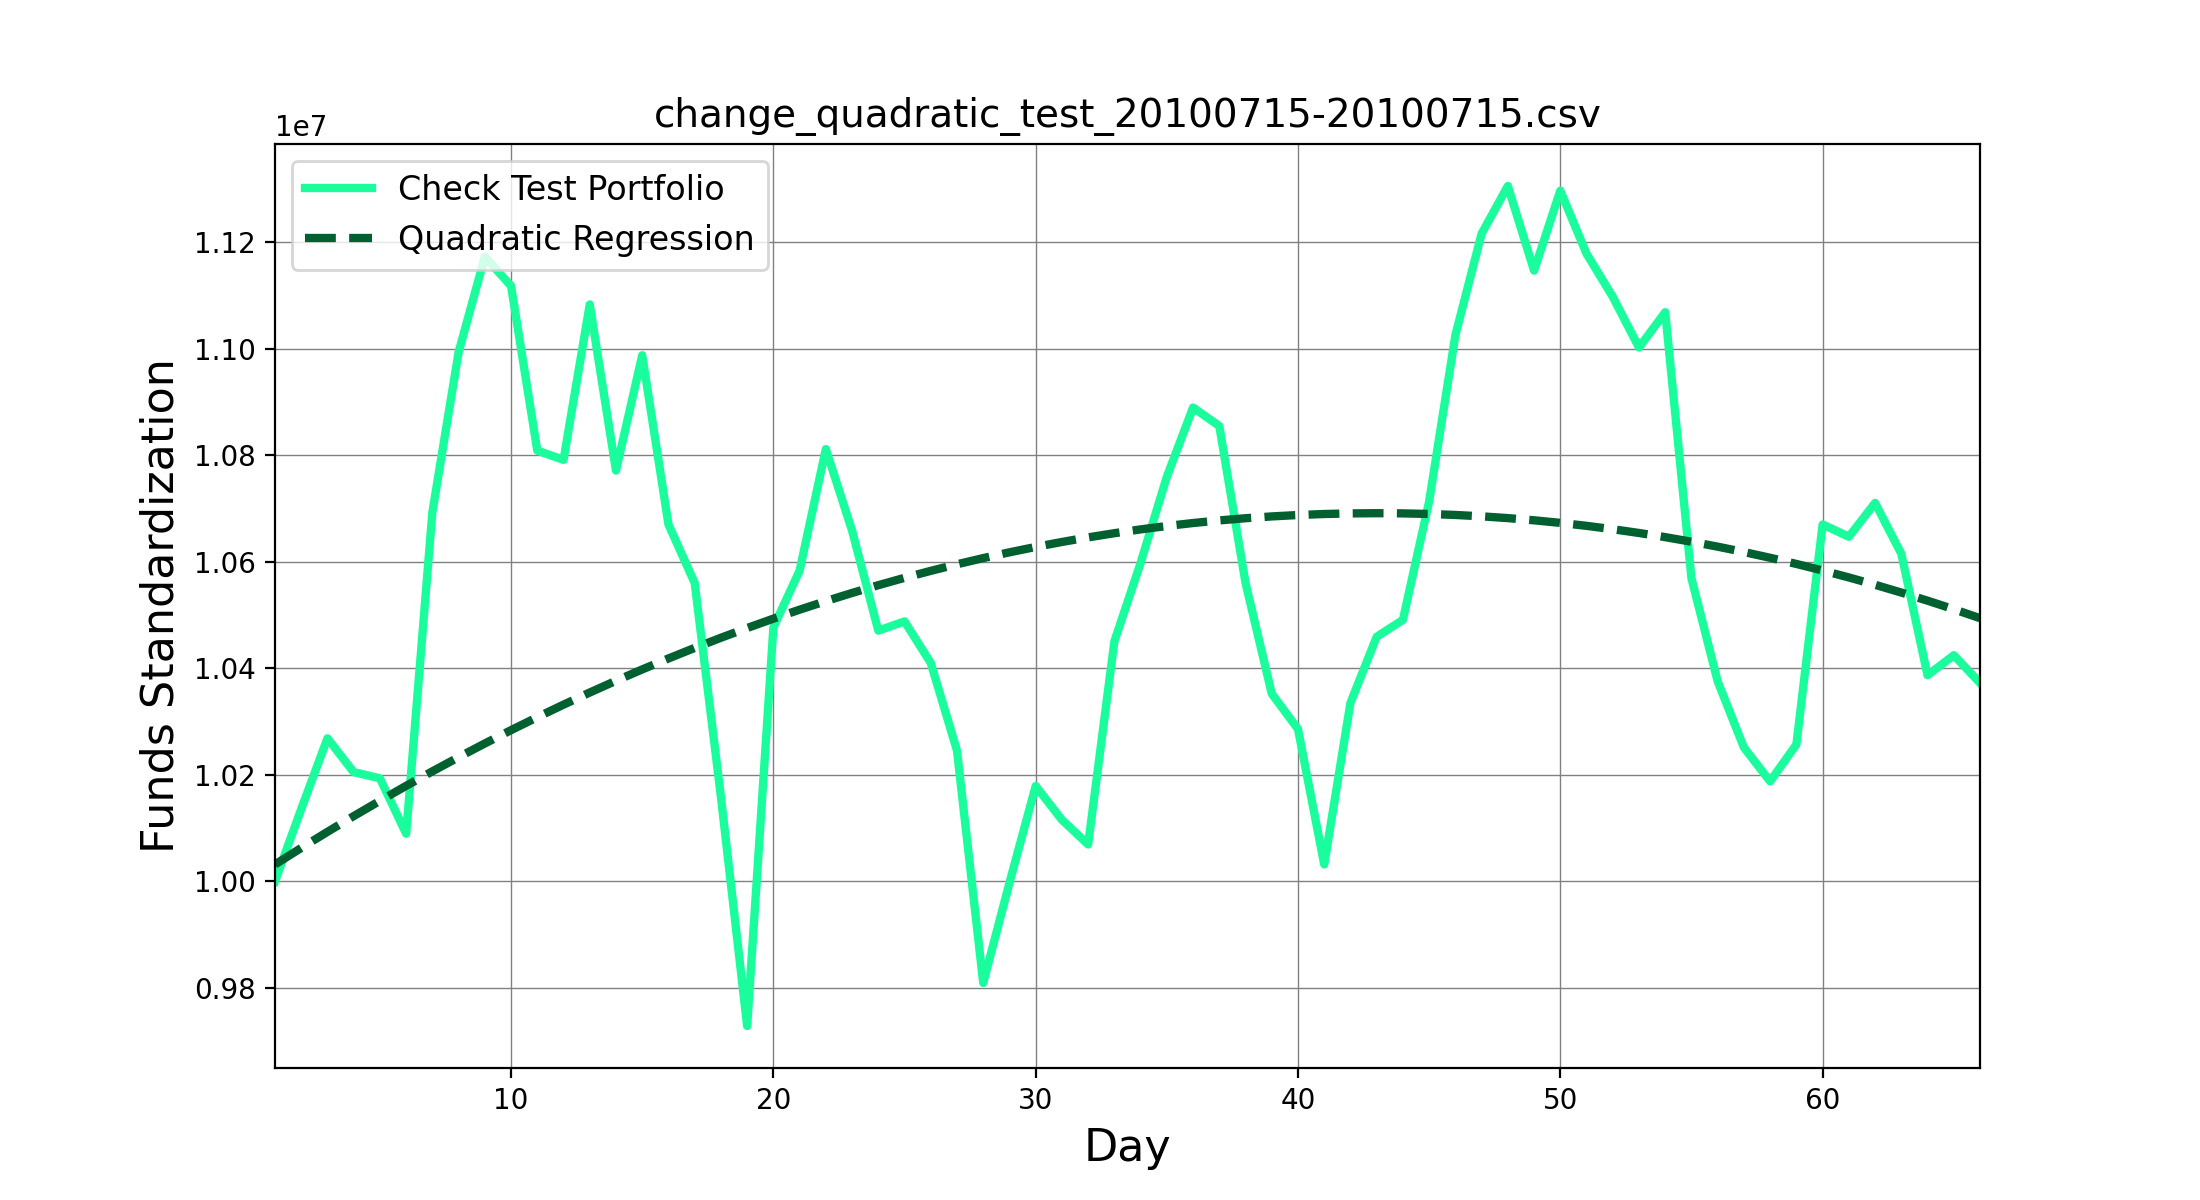 change_quadratic_test_20100715-20100715.csv
1e7
Check Test Portfolio
Quadratic Regression
1.12
1.10
1.08
1.06
1.04
1.02
1.00
0.98
Funds Standardization
10 20 30 40 50 60
Day